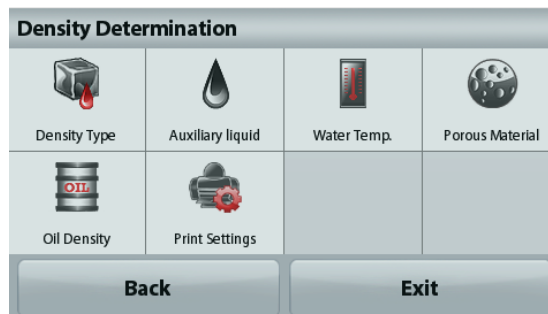 Density Determination
Density Type
Auxiliary liquid
Water Temp.
Porous Material
OIL
Oil Density
Print Settings
Back
Exit